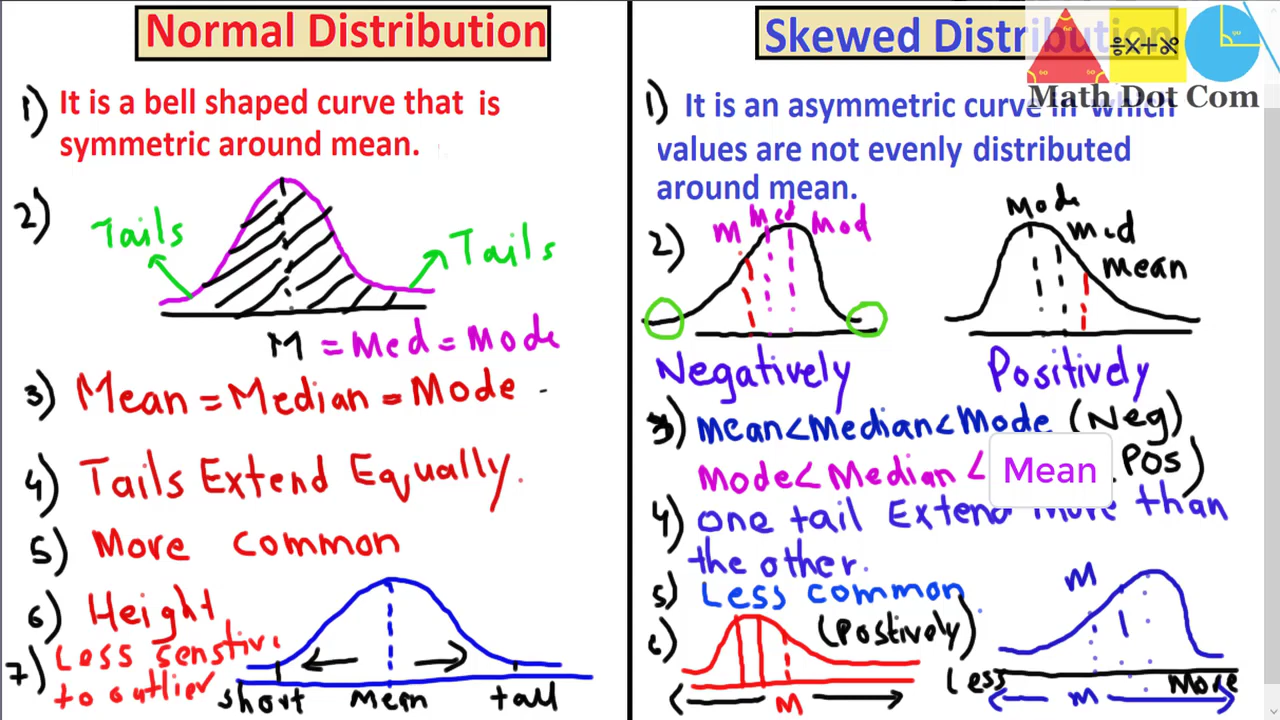 Normal Distribution
1) It is a bell shaped curve that is
symmetric around mean.
2)
Tails
Tails
M = Med = Mode
3) Mean = Median = Mode
4) Tails Extend Equally.
5) More common
6) Height
7) Less senstive
to outlier
short Mean tall
Skewed Distribution
÷×+
Math Dot Com
1) It is an asymmetric curve in which
values are not evenly distributed
around mean.
2)
M Med Mod
Mode
med
mean
Negatively
Positively
3) Mean<Median<Mode (Neg)
Mode< Median < Mean Pos)
4) one tail Extend More than
the other.
5) Less common
6)
(Postively)
M
M
Less More
M